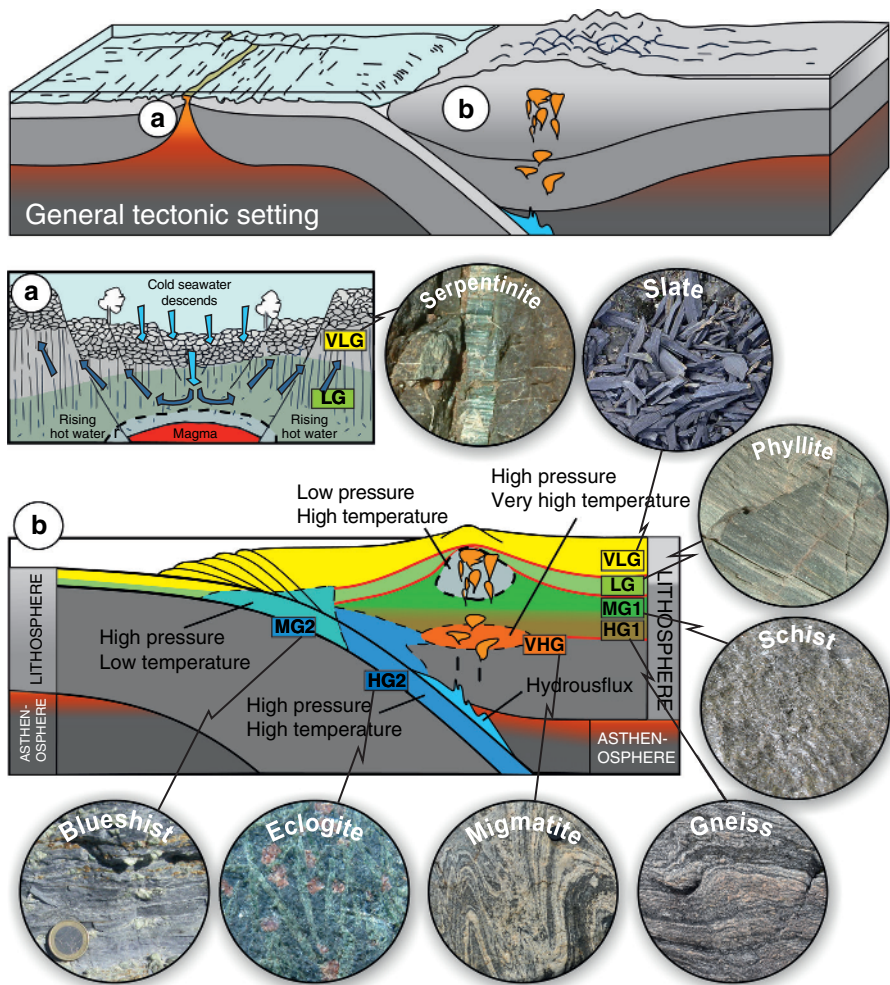 a
b
General tectonic setting
a
Cold seawater
descends
VLG
LG
Rising
hot water
Magma
Rising
hot water
Serpentinite
Slate
Phyllite
b
Low pressure
High temperature
High pressure
Very high temperature
VLG
LG
MG1
HG1
LITHOSPHERE
LITHOSPHERE
MG2
High pressure
Low temperature
VHG
HG2
Hydrousflux
High pressure
High temperature
ASTHEN-
OSPHERE
ASTHEN-
OSPHERE
Schist
Blueshist
Eclogite
Migmatite
Gneiss